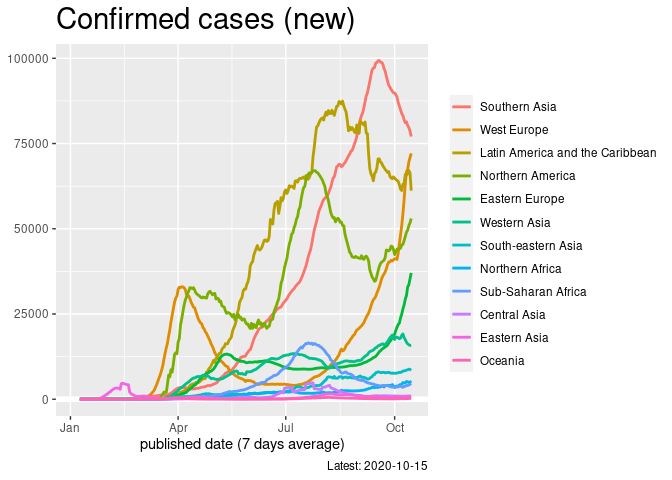 Confirmed cases (new)
100000
75000
50000
25000
0
Jan
Apr
Jul
Oct
published date (7 days average)
Latest: 2020-10-15
Southern Asia
West Europe
Latin America and the Caribbean
Northern America
Eastern Europe
Western Asia
South-eastern Asia
Northern Africa
Sub-Saharan Africa
Central Asia
Eastern Asia
Oceania